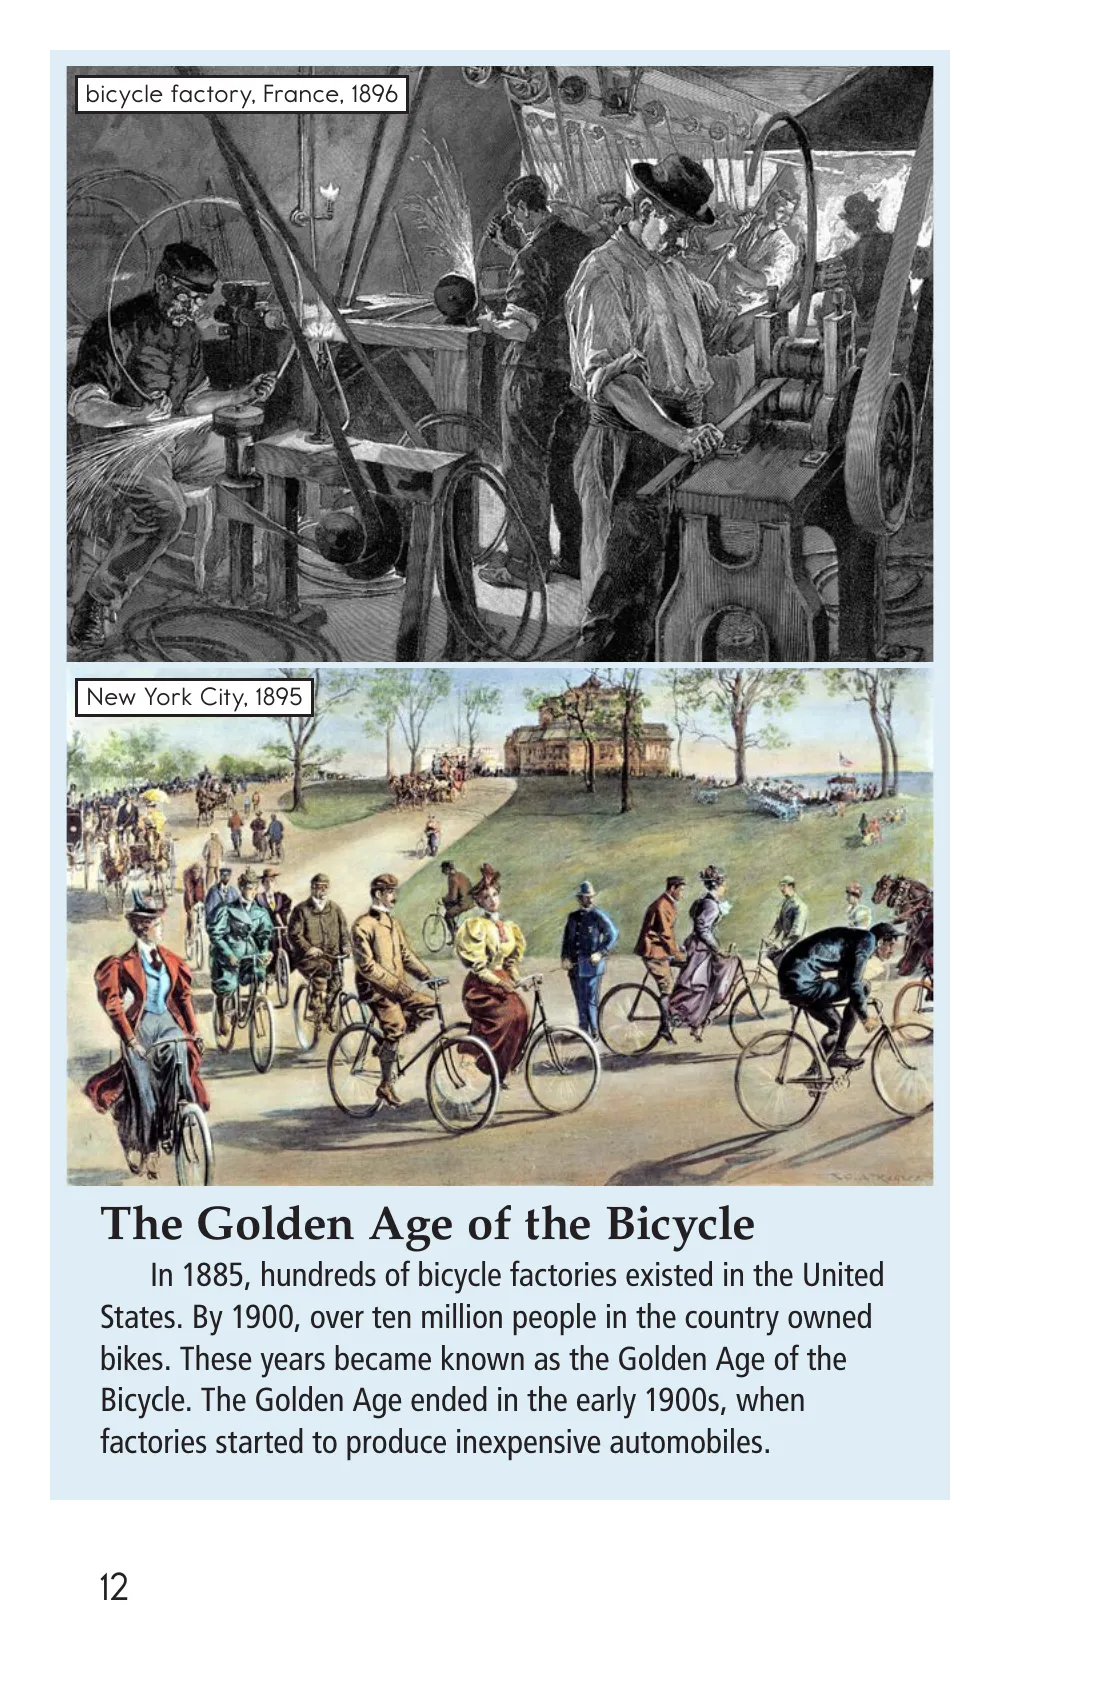 bicycle factory, France, 1896
New York City, 1895
The Golden Age of the Bicycle
In 1885, hundreds of bicycle factories existed in the United
States. By 1900, over ten million people in the country owned
bikes. These years became known as the Golden Age of the
Bicycle. The Golden Age ended in the early 1900s, when
factories started to produce inexpensive automobiles.
12